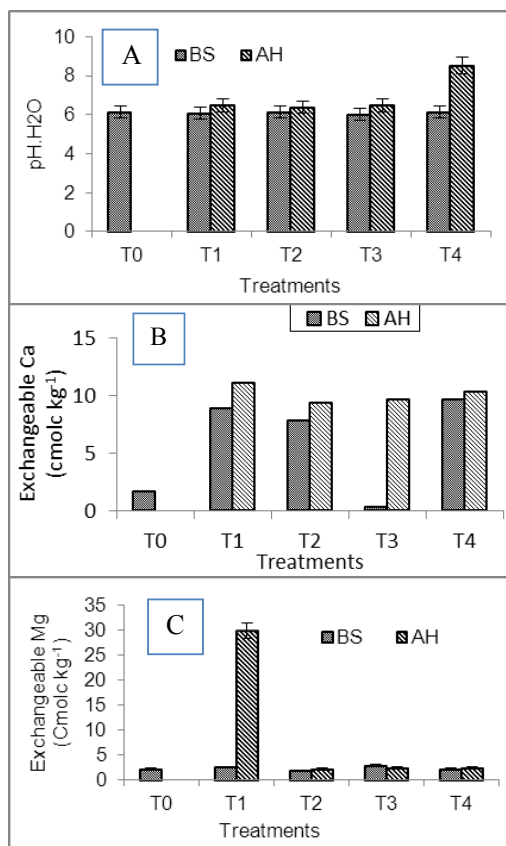 10
8
6
4
2
0
pH.H2O
A
BS AH
T0 T1 T2 T3 T4
Treatments
BS AH
15
10
5
0
Exchangeable Ca
(cmolc kg-1)
B
T0 T1 T2 T3 T4
Treatments
35
30
25
20
15
10
5
0
Exchangeable Mg
(Cmolc kg-1)
C
BS AH
T0 T1 T2 T3 T4
Treatments